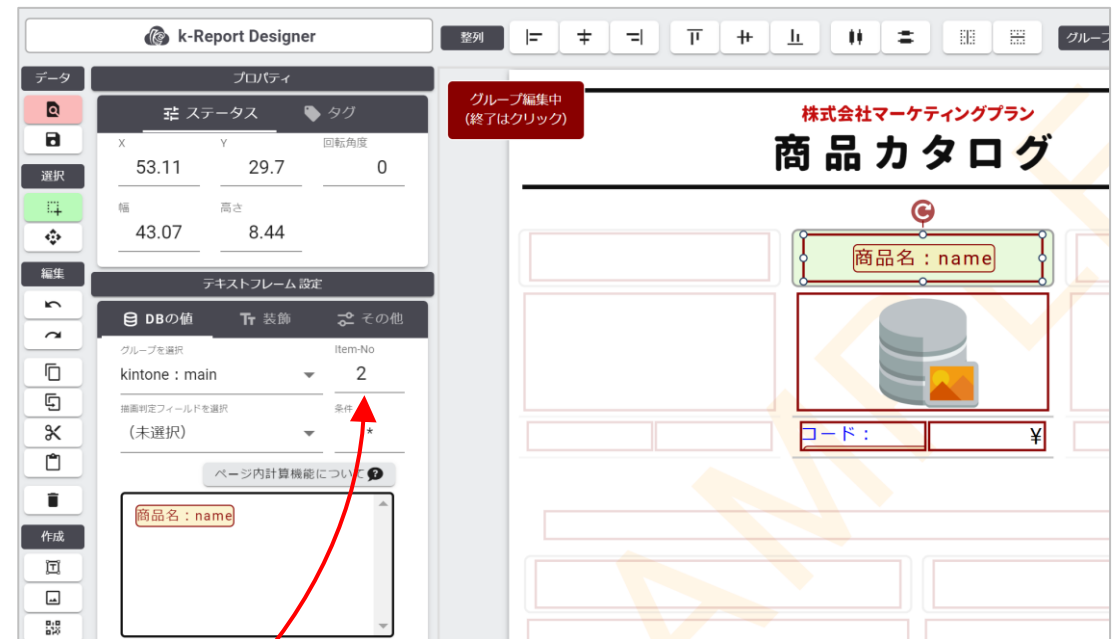 k-Report Designer
整列
グループ
データ
プロパティ
ステータス
タグ
X
Y
回転角度
53.11
29.7
0
幅
高さ
43.07
8.44
選択
編集
テキストフレーム設定
DBの値
Tт 装飾
その他
グループを選択
Item-No
kintone：main
2
描画判定フィールドを選択
条件
（未選択）
*
ページ内計算機能について
商品名：name
作成
グループ編集中
(終了はクリック)
株式会社マーケティングプラン
商品カタログ
商品名：name
コード：
¥
AMPLE